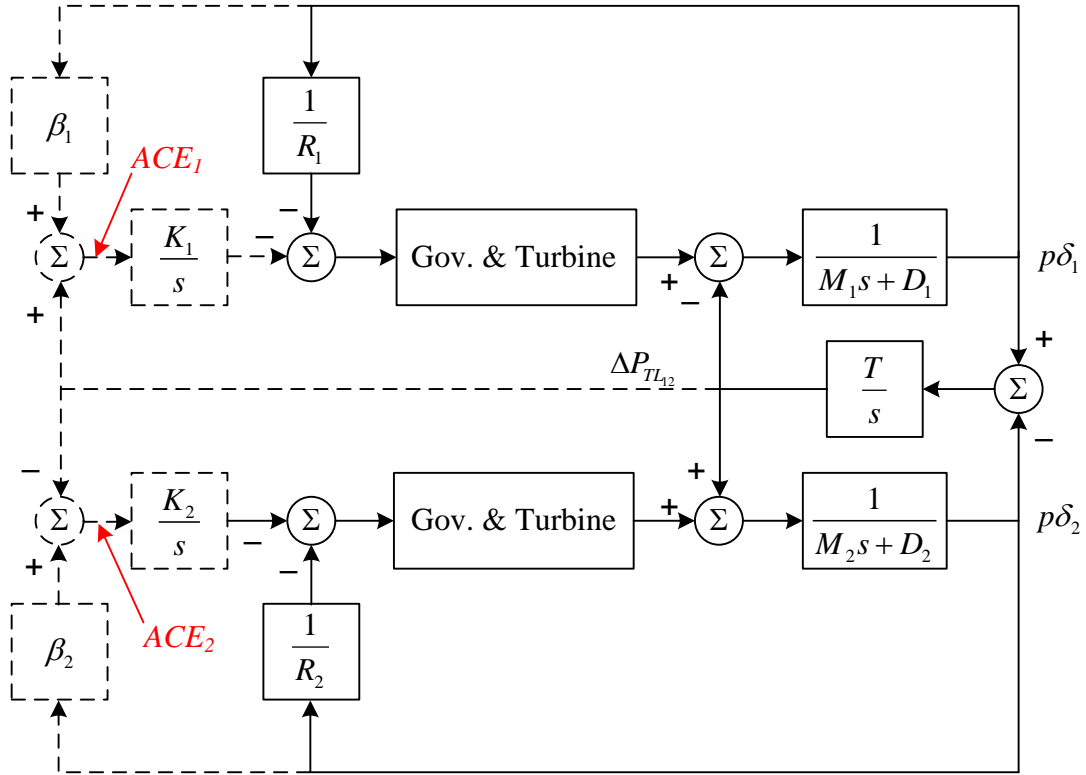 β₁
1
R₁
ACE₁
+
−
Σ
K₁
s
−
Σ
Gov. & Turbine
+
−
Σ
1
M₁s + D₁
pδ₁
+
+
ΔP_TL₁₂
T
s
Σ
−
−
+
Σ
K₂
s
−
Σ
Gov. & Turbine
+
Σ
1
M₂s + D₂
pδ₂
+
−
β₂
ACE₂
1
R₂